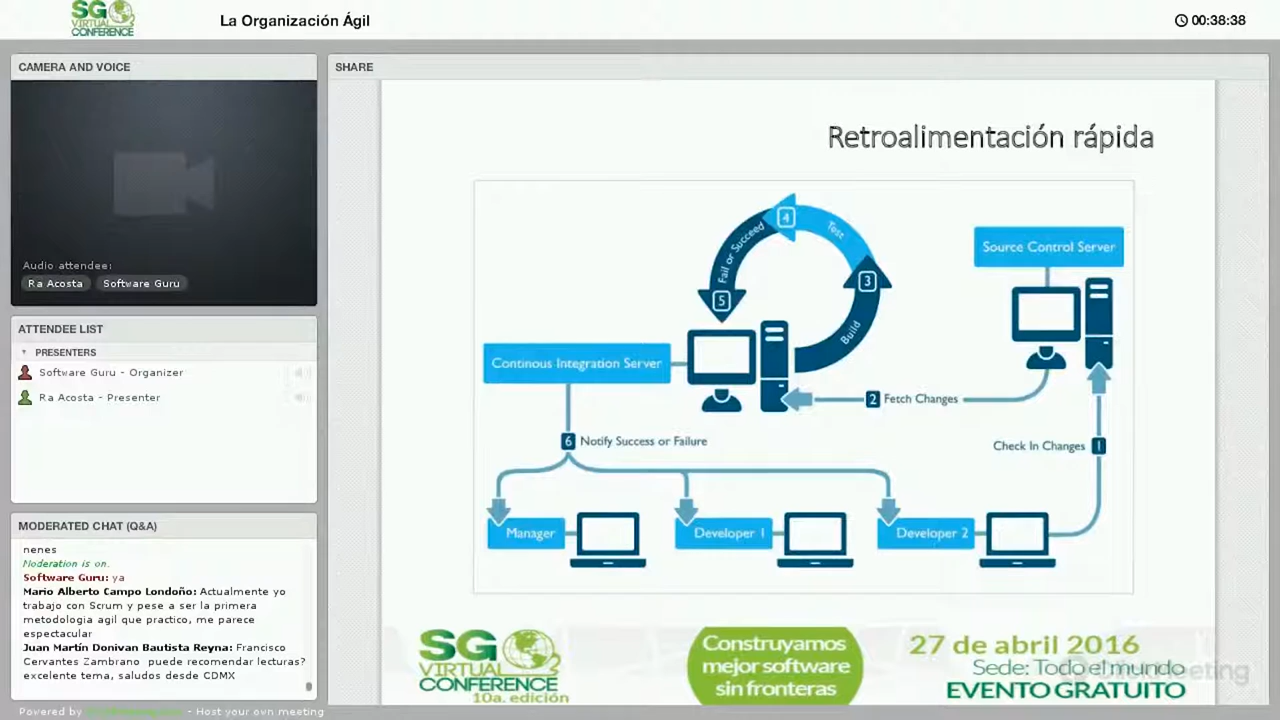 SG
VIRTUAL
CONFERENCE
La Organización Ágil
00:38:38
CAMERA AND VOICE
Audio attendee:
Ra Acosta
Software Guru
ATTENDEE LIST
PRESENTERS
Software Guru - Organizer
Ra Acosta - Presenter
MODERATED CHAT (Q&A)
nenes
Moderation is on.
Software Guru: ya
Mario Alberto Campo Londoño: Actualmente yo
trabajo con Scrum y pese a ser la primera
metodologia agil que practico, me parece
espectacular
Juan Martín Donivan Bautista Reyna: Francisco
Cervantes Zambrano puede recomendar lecturas?
excelente tema, saludos desde CDMX
Powered by ClickMeeting.com - Host your own meeting
SHARE
Retroalimentación rápida
4
Test
Fail or Succeed
3
5
Build
Source Control Server
Continous Integration Server
2 Fetch Changes
6 Notify Success or Failure
Check In Changes 1
Manager
Developer 1
Developer 2
SG
VIRTUAL
CONFERENCE
10a. edición
Construyamos
mejor software
sin fronteras
27 de abril 2016
Sede: Todo el mundo
EVENTO GRATUITO
ClickMeeting